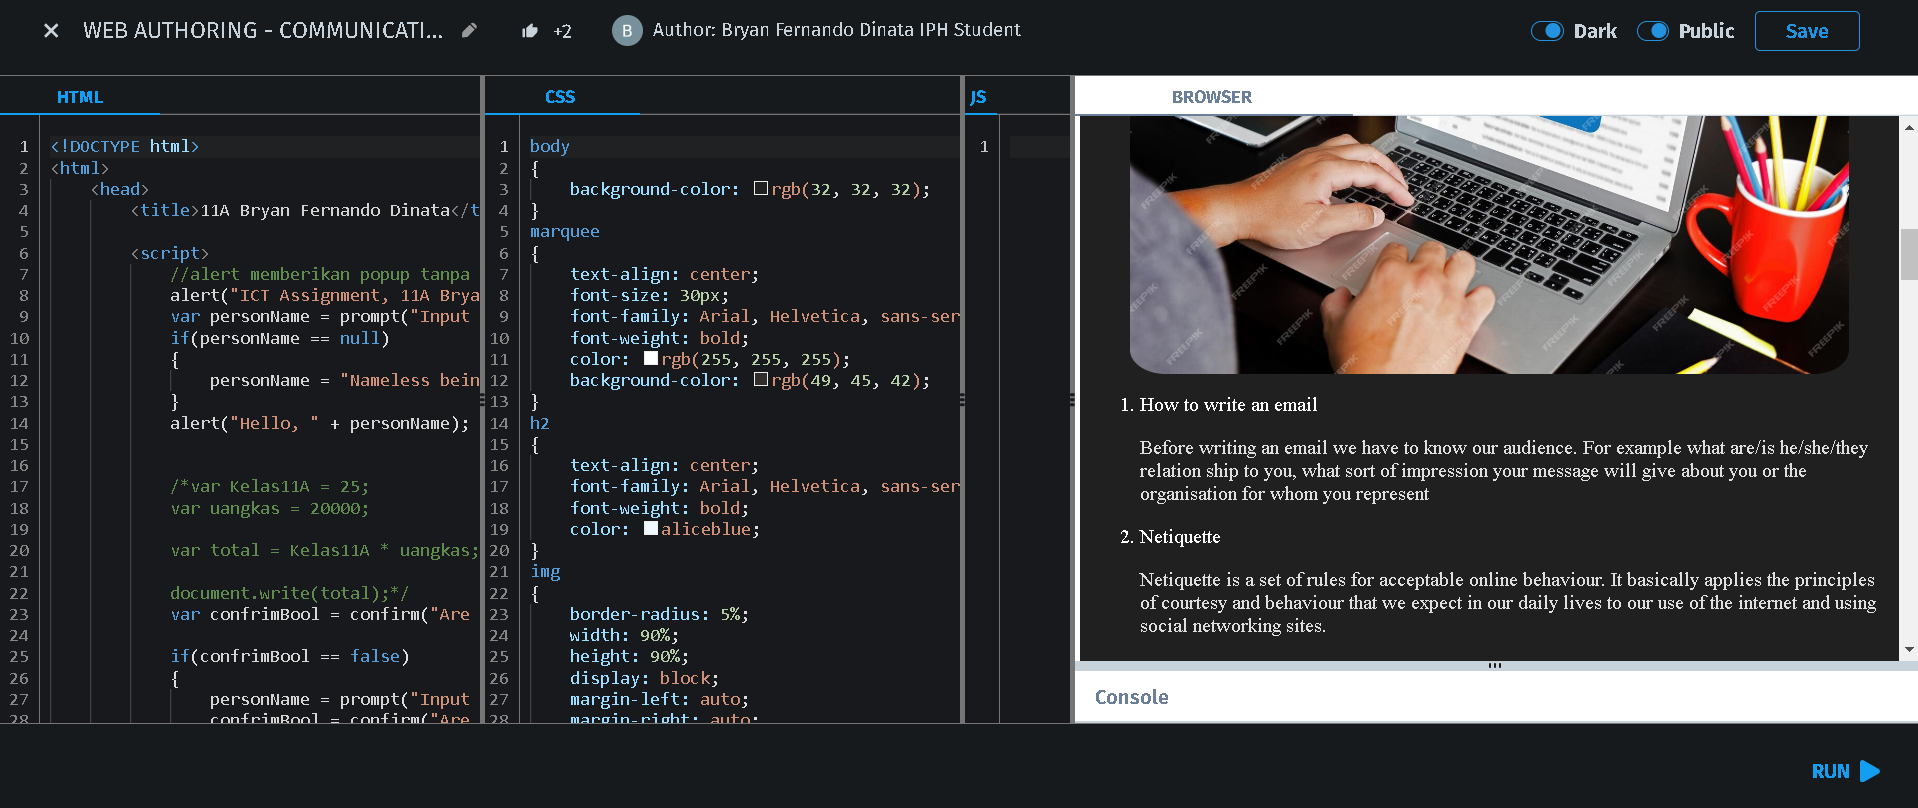 WEB AUTHORING - COMMUNICATI...
+2
B
Author: Bryan Fernando Dinata IPH Student
Dark
Public
Save
HTML
1 <!DOCTYPE html>
2 <html>
3 <head>
4 <title>11A Bryan Fernando Dinata</t
5
6 <script>
7 //alert memberikan popup tanpa
8 alert("ICT Assignment, 11A Brya
9 var personName = prompt("Input
10 if(personName == null)
11 {
12 personName = "Nameless bein
13 }
14 alert("Hello, " + personName);
15
16
17 /*var Kelas11A = 25;
18 var uangkas = 20000;
19
20 var total = Kelas11A * uangkas;
21
22 document.write(total);*/
23 var confrimBool = confirm("Are
24
25 if(confrimBool == false)
26 {
27 personName = prompt("Input
28 confrimBool = confirm("Are
CSS
1 body
2 {
3 background-color: rgb(32, 32, 32);
4 }
5 marquee
6 {
7 text-align: center;
8 font-size: 30px;
9 font-family: Arial, Helvetica, sans-ser
10 font-weight: bold;
11 color: rgb(255, 255, 255);
12 background-color: rgb(49, 45, 42);
13 }
14 h2
15 {
16 text-align: center;
17 font-family: Arial, Helvetica, sans-ser
18 font-weight: bold;
19 color: aliceblue;
20 }
21 img
22 {
23 border-radius: 5%;
24 width: 90%;
25 height: 90%;
26 display: block;
27 margin-left: auto;
28 margin-right: auto;
JS
1
BROWSER
FREEPIK
1. How to write an email
Before writing an email we have to know our audience. For example what are/is he/she/they
relation ship to you, what sort of impression your message will give about you or the
organisation for whom you represent
2. Netiquette
Netiquette is a set of rules for acceptable online behaviour. It basically applies the principles
of courtesy and behaviour that we expect in our daily lives to our use of the internet and using
social networking sites.
Console
RUN